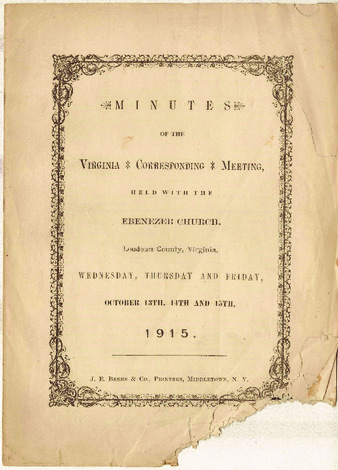 MINUTES
OF THE
VIRGINIA CORRESPONDING MEETING,
HELD WITH THE
EBENEZER CHURCH,
Loudoun County, Virginia,
WEDNESDAY, THURSDAY AND FRIDAY,
OCTOBER 13TH, 14TH AND 15TH,
1915.
J. E. BEEBE & CO., PRINTERS, MIDDLETOWN, N. Y.